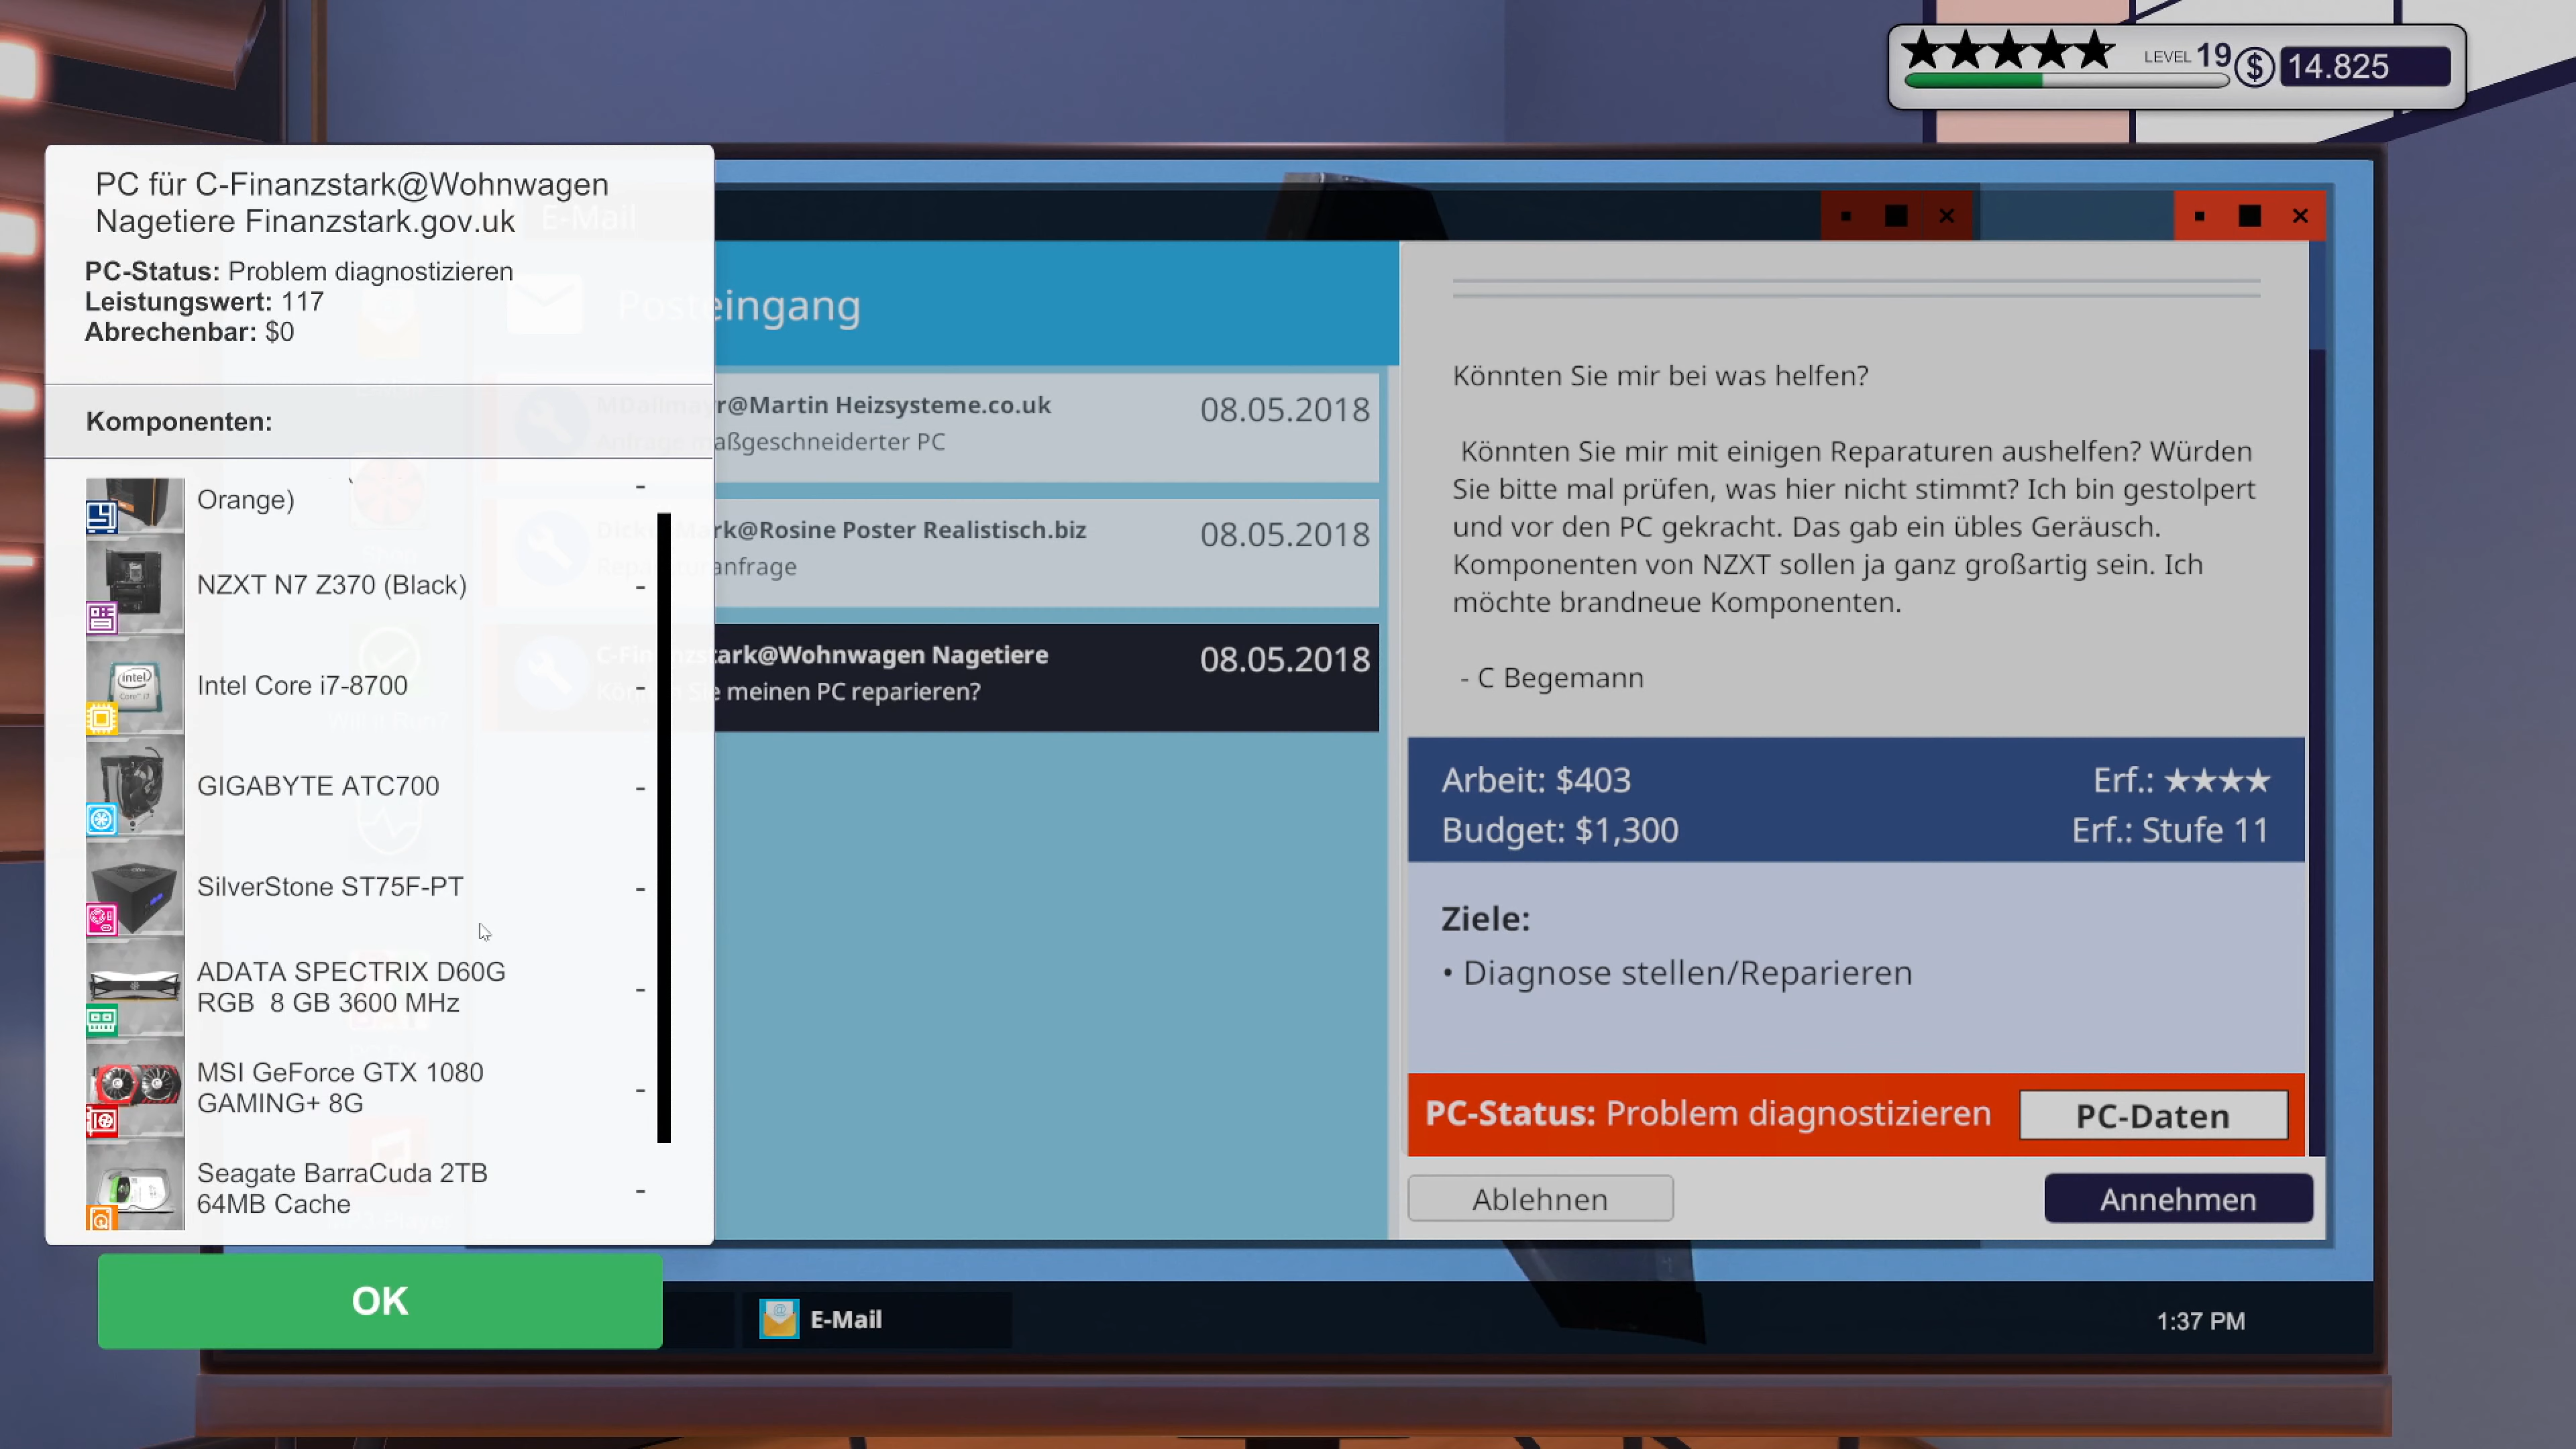 LEVEL 19 $ 14.825
PC für C-Finanzstark@Wohnwagen
Nagetiere Finanzstark.gov.uk
PC-Status: Problem diagnostizieren
Leistungswert: 117
Abrechenbar: $0
Komponenten:
Orange) -
NZXT N7 Z370 (Black) -
intel
Intel Core i7-8700 -
GIGABYTE ATC700 -
SilverStone ST75F-PT -
ADATA SPECTRIX D60G
RGB 8 GB 3600 MHz -
MSI GeForce GTX 1080
GAMING+ 8G -
Seagate BarraCuda 2TB
64MB Cache -
OK
E-Mail
Posteingang
MDallmayr@Martin Heizsysteme.co.uk 08.05.2018
Anfrage maßgeschneiderter PC
Mark@Rosine Poster Realistisch.biz 08.05.2018
Reparaturanfrage
C-Finanzstark@Wohnwagen Nagetiere 08.05.2018
Können Sie meinen PC reparieren?
Könnten Sie mir bei was helfen?
Könnten Sie mir mit einigen Reparaturen aushelfen? Würden
Sie bitte mal prüfen, was hier nicht stimmt? Ich bin gestolpert
und vor den PC gekracht. Das gab ein übles Geräusch.
Komponenten von NZXT sollen ja ganz großartig sein. Ich
möchte brandneue Komponenten.
- C Begemann
Arbeit: $403 Erf.: ★★★★
Budget: $1,300 Erf.: Stufe 11
Ziele:
• Diagnose stellen/Reparieren
PC-Status: Problem diagnostizieren PC-Daten
Ablehnen Annehmen
E-Mail
1:37 PM